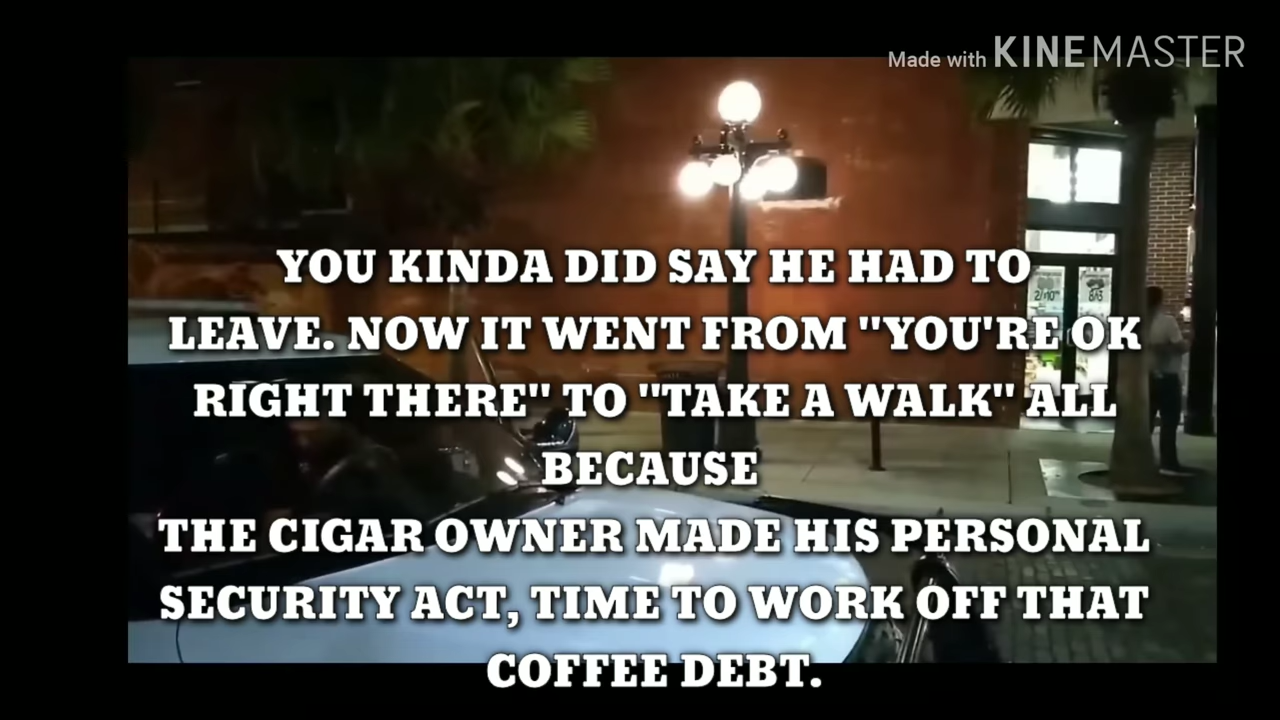 Made with KINEMASTER
YOU KINDA DID SAY HE HAD TO
LEAVE. NOW IT WENT FROM "YOU'RE OK
RIGHT THERE" TO "TAKE A WALK" ALL
BECAUSE
THE CIGAR OWNER MADE HIS PERSONAL
SECURITY ACT, TIME TO WORK OFF THAT
COFFEE DEBT.